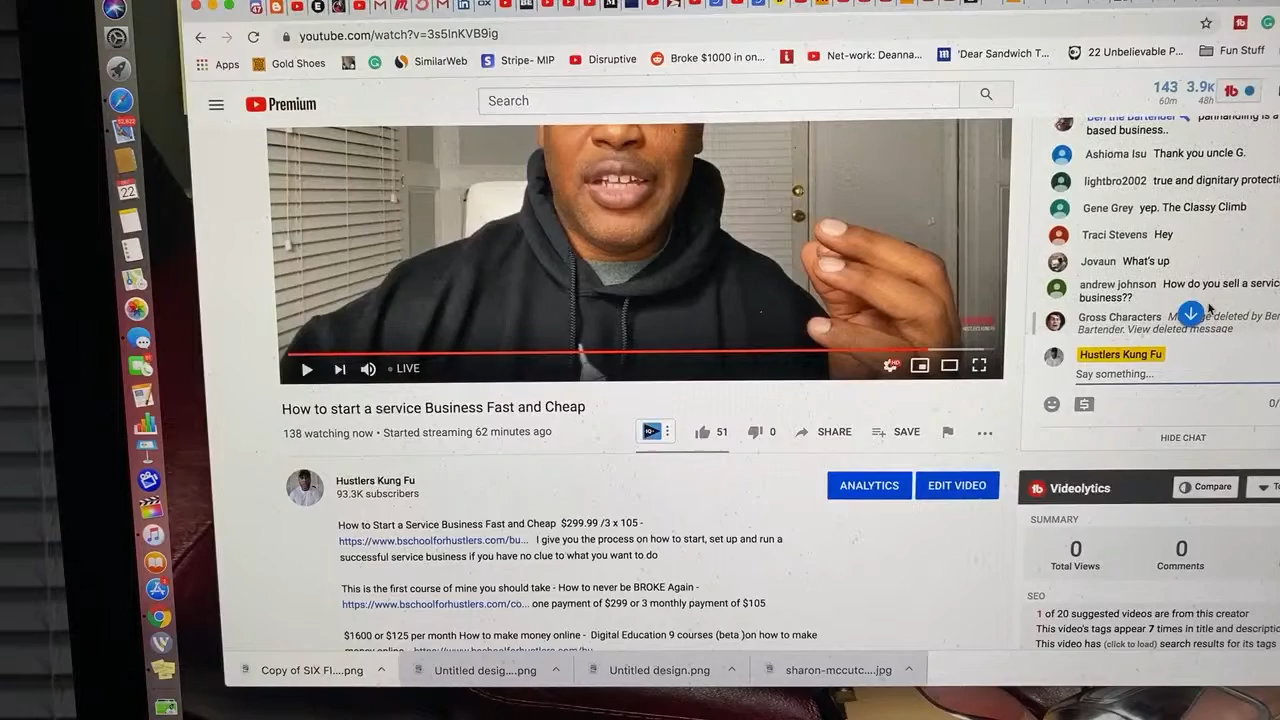 youtube.com/watch?v=3s5InKVB9ig
Apps
Gold Shoes
SimilarWeb
Stripe- MIP
Disruptive
Broke $1000 in on...
Net-work: Deanna...
'Dear Sandwich T...
22 Unbelievable P...
Fun Stuff
Premium
Search
143 3.9K
60m 48h
Ben the Bartender
based business..
Ashioma Isu Thank you uncle G.
lightbro2002 true and dignitary protecti
Gene Grey yep. The Classy Climb
Traci Stevens Hey
Jovaun What's up
andrew johnson How do you sell a servic
business??
Gross Characters deleted by Ben
Bartender. View deleted message
Hustlers Kung Fu
Say something...
0/
HIDE CHAT
LIVE
HD
How to start a service Business Fast and Cheap
138 watching now • Started streaming 62 minutes ago
51
0
SHARE
SAVE
Hustlers Kung Fu
93.3K subscribers
ANALYTICS
EDIT VIDEO
How to Start a Service Business Fast and Cheap $299.99 /3 x 105 -
https://www.bschoolforhustlers.com/bu... I give you the process on how to start, set up and run a
successful service business if you have no clue to what you want to do
This is the first course of mine you should take - How to never be BROKE Again -
https://www.bschoolforhustlers.com/co... one payment of $299 or 3 monthly payment of $105
$1600 or $125 per month How to make money online - Digital Education 9 courses (beta )on how to make
Videolytics
Compare
To
SUMMARY
0
Total Views
0
Comments
SEO
1 of 20 suggested videos are from this creator
This video's tags appear 7 times in title and descriptio
This video has (click to load) search results for its tags
Copy of SIX FI....png
Untitled desig....png
Untitled design.png
sharon-mccutc....jpg
22